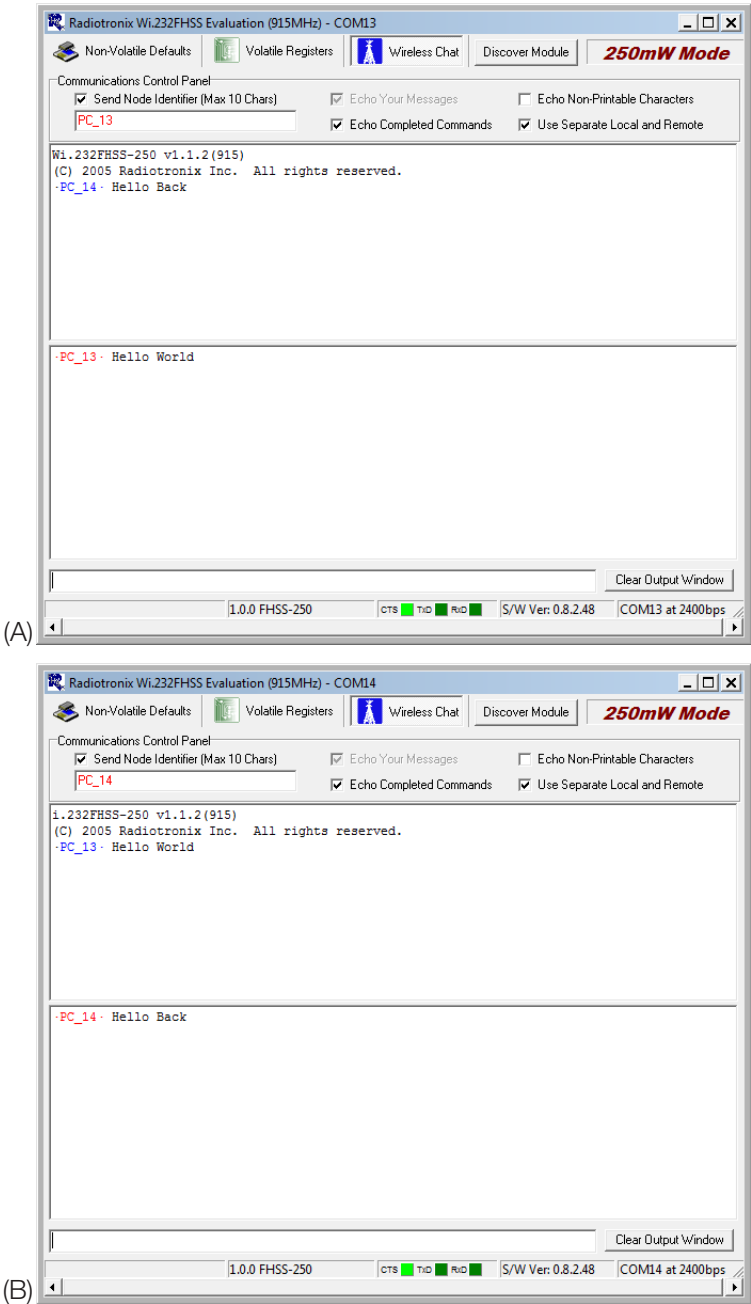 Radiotronix Wi.232FHSS Evaluation (915MHz) - COM13
Non-Volatile Defaults Volatile Registers Wireless Chat Discover Module 250mW Mode
Communications Control Panel
Send Node Identifier (Max 10 Chars) Echo Your Messages Echo Non-Printable Characters
PC_13 Echo Completed Commands Use Separate Local and Remote
Wi.232FHSS-250 v1.1.2(915)
(C) 2005 Radiotronix Inc. All rights reserved.
·PC_14· Hello Back
·PC_13· Hello World
Clear Output Window
1.0.0 FHSS-250 CTS TXD RXD S/W Ver: 0.8.2.48 COM13 at 2400bps
(A)
Radiotronix Wi.232FHSS Evaluation (915MHz) - COM14
Non-Volatile Defaults Volatile Registers Wireless Chat Discover Module 250mW Mode
Communications Control Panel
Send Node Identifier (Max 10 Chars) Echo Your Messages Echo Non-Printable Characters
PC_14 Echo Completed Commands Use Separate Local and Remote
i.232FHSS-250 v1.1.2(915)
(C) 2005 Radiotronix Inc. All rights reserved.
·PC_13· Hello World
·PC_14· Hello Back
Clear Output Window
1.0.0 FHSS-250 CTS TXD RXD S/W Ver: 0.8.2.48 COM14 at 2400bps
(B)